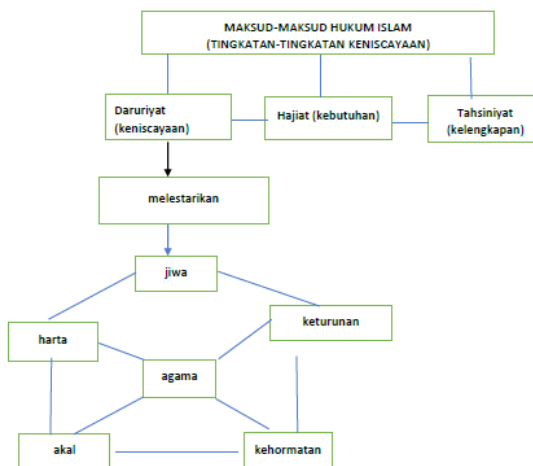 MAKSUD-MAKSUD HUKUM ISLAM
(TINGKATAN-TINGKATAN KENISCAYAAN)
Daruriyat
(keniscayaan)
Hajiat (kebutuhan)
Tahsiniyat
(kelengkapan)
melestarikan
jiwa
harta
keturunan
agama
akal
kehormatan